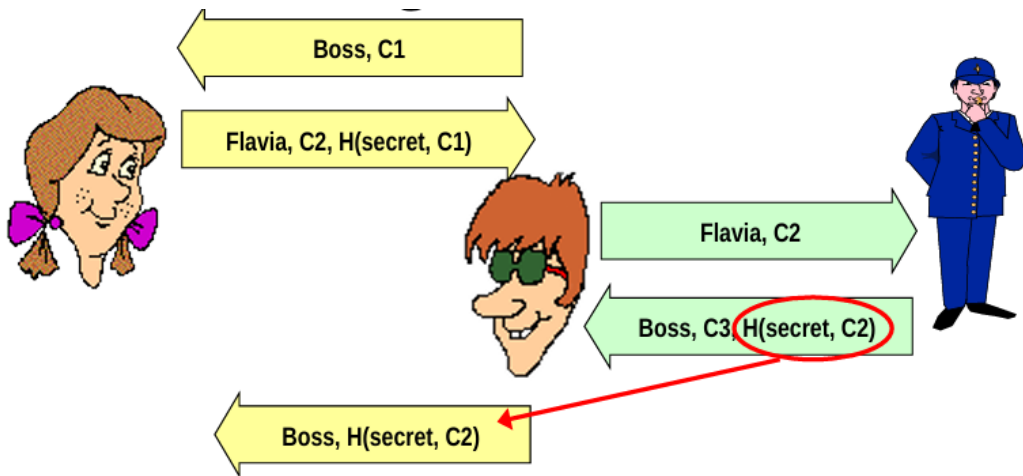 Boss, C1
Flavia, C2, H(secret, C1)
Flavia, C2
Boss, C3, H(secret, C2)
Boss, H(secret, C2)